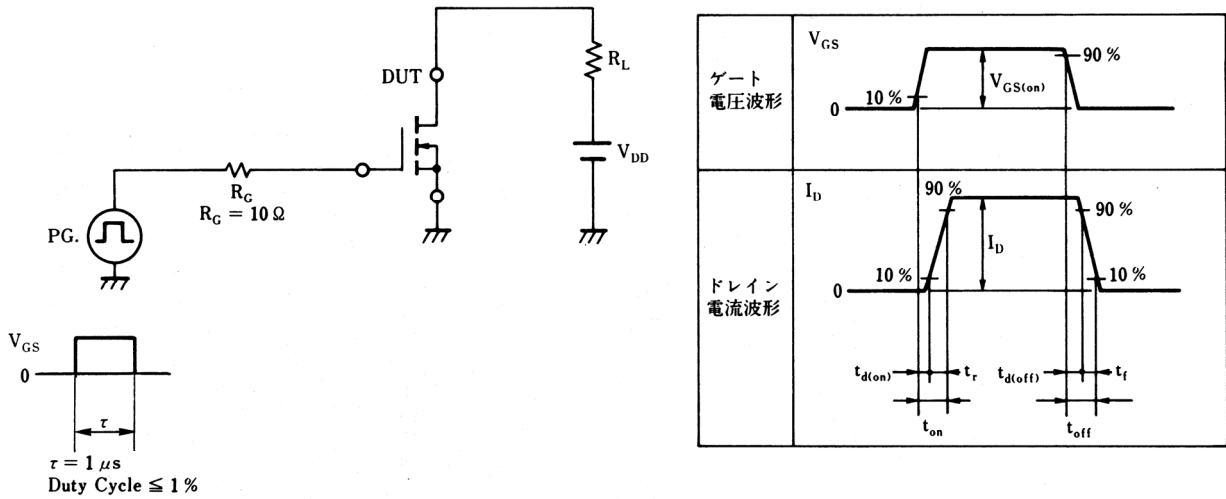 DUT
R_L
V_DD
R_G
R_G = 10 Ω
PG.
V_GS
0
τ
τ = 1 μs
Duty Cycle ≦ 1 %
ゲート
電圧波形
V_GS
90 %
V_GS(on)
10 %
0
ドレイン
電流波形
I_D
90 %
90 %
I_D
10 %
10 %
0
t_d(on)
t_r
t_d(off)
t_f
t_on
t_off